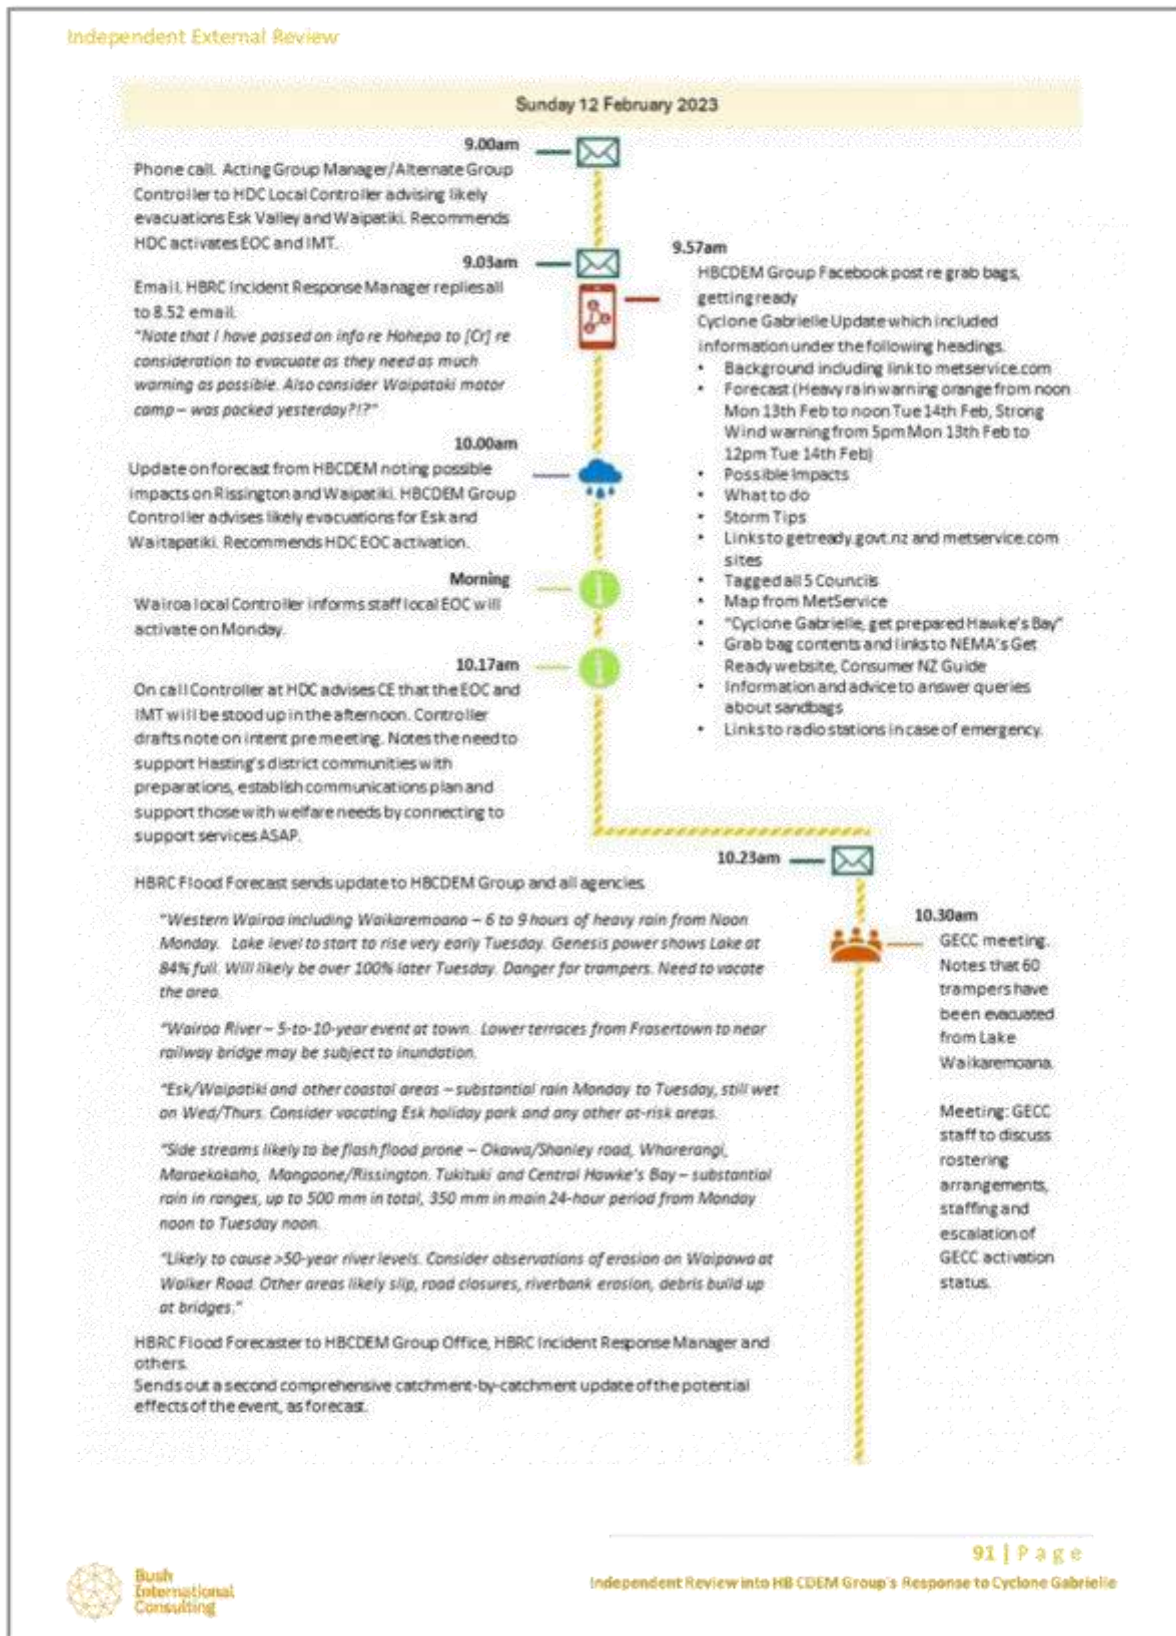 Independent External Review
Sunday 12 February 2023
9.00am
Phone call. Acting Group Manager/Alternate Group
Controller to HDC Local Controller advising likely
evacuations Esk Valley and Waipatiki. Recommends
HDC activates EOC and IMT.
9.03am
Email. HBRC Incident Response Manager replies all
to 8.52 email.
"Note that I have passed on info re Hohepa to [Cr] re
consideration to evacuate as they need as much
warning as possible. Also consider Waipataki motor
camp – was packed yesterday?!?"
9.57am
HBCDEM Group Facebook post re grab bags,
getting ready
Cyclone Gabrielle Update which included
information under the following headings.
• Background including link to metservice.com
• Forecast (Heavy rain warning orange from noon
Mon 13th Feb to noon Tue 14th Feb, Strong
Wind warning from 5pm Mon 13th Feb to
12pm Tue 14th Feb)
• Possible Impacts
• What to do
• Storm Tips
• Links to getready.govt.nz and metservice.com
sites
• Tagged all 5 Councils
• Map from MetService
• "Cyclone Gabrielle, get prepared Hawke's Bay"
• Grab bag contents and links to NEMA's Get
Ready website, Consumer NZ Guide
• Information and advice to answer queries
about sandbags
• Links to radio stations in case of emergency.
10.00am
Update on forecast from HBCDEM noting possible
impacts on Rissington and Waipatiki. HBCDEM Group
Controller advises likely evacuations for Esk and
Waitapatiki. Recommends HDC EOC activation.
Morning
Wairoa local Controller informs staff local EOC will
activate on Monday.
10.17am
On call Controller at HDC advises CE that the EOC and
IMT will be stood up in the afternoon. Controller
drafts note on intent pre meeting. Notes the need to
support Hasting's district communities with
preparations, establish communications plan and
support those with welfare needs by connecting to
support services ASAP.
10.23am
HBRC Flood Forecast sends update to HBCDEM Group and all agencies.
"Western Wairoa including Waikaremoana – 6 to 9 hours of heavy rain from Noon
Monday. Lake level to start to rise very early Tuesday. Genesis power shows Lake at
84% full. Will likely be over 100% later Tuesday. Danger for trampers. Need to vacate
the area.
"Wairoa River – 5-to-10-year event at town. Lower terraces from Frasertown to near
railway bridge may be subject to inundation.
"Esk/Waipatiki and other coastal areas – substantial rain Monday to Tuesday, still wet
on Wed/Thurs. Consider vacating Esk holiday park and any other at-risk areas.
"Side streams likely to be flash flood prone – Okawa/Shanley road, Wharerangi,
Maraekakaho, Mangaone/Rissington. Tukituki and Central Hawke's Bay – substantial
rain in ranges, up to 500 mm in total, 350 mm in main 24-hour period from Monday
noon to Tuesday noon.
"Likely to cause >50-year river levels. Consider observations of erosion on Waipawa at
Walker Road. Other areas likely slip, road closures, riverbank erosion, debris build up
at bridges."
HBRC Flood Forecaster to HBCDEM Group Office, HBRC Incident Response Manager and
others.
Sends out a second comprehensive catchment-by-catchment update of the potential
effects of the event, as forecast.
10.30am
GECC meeting.
Notes that 60
trampers have
been evacuated
from Lake
Waikaremoana.
Meeting: GECC
staff to discuss
rostering
arrangements,
staffing and
escalation of
GECC activation
status.
91 | Page
Independent Review into HB CDEM Group's Response to Cyclone Gabrielle
Bush
International
Consulting